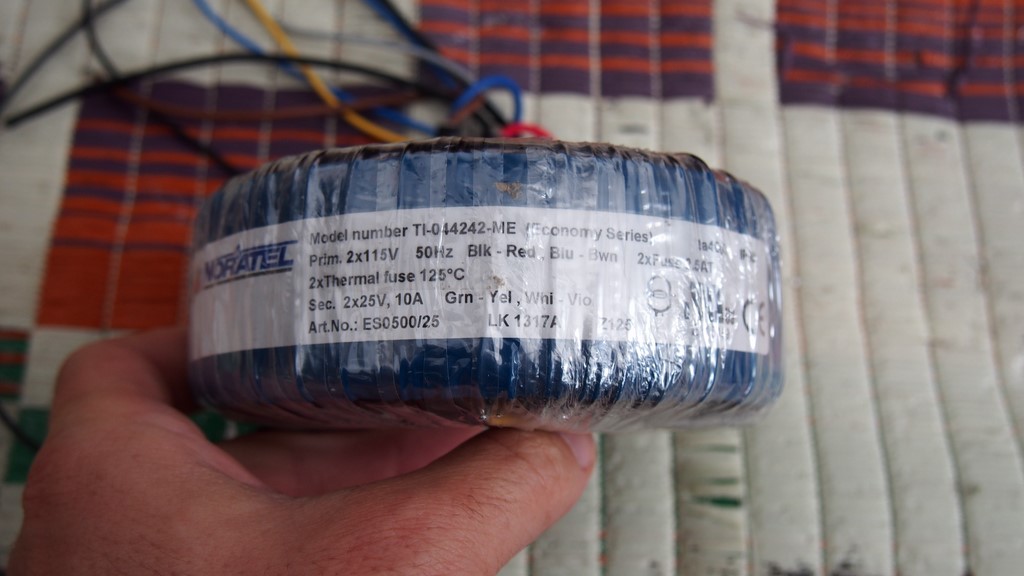 NORATEL
Model number TI-044242-ME (Economy Series)
Prim. 2x115V 50Hz Blk - Red, Blu - Bwn 2xFuse
2xThermal fuse 125°C
Sec. 2x25V, 10A Grn - Yel, Whi - Vio
Art.No.: ES0500/25 LK 1317A
CE